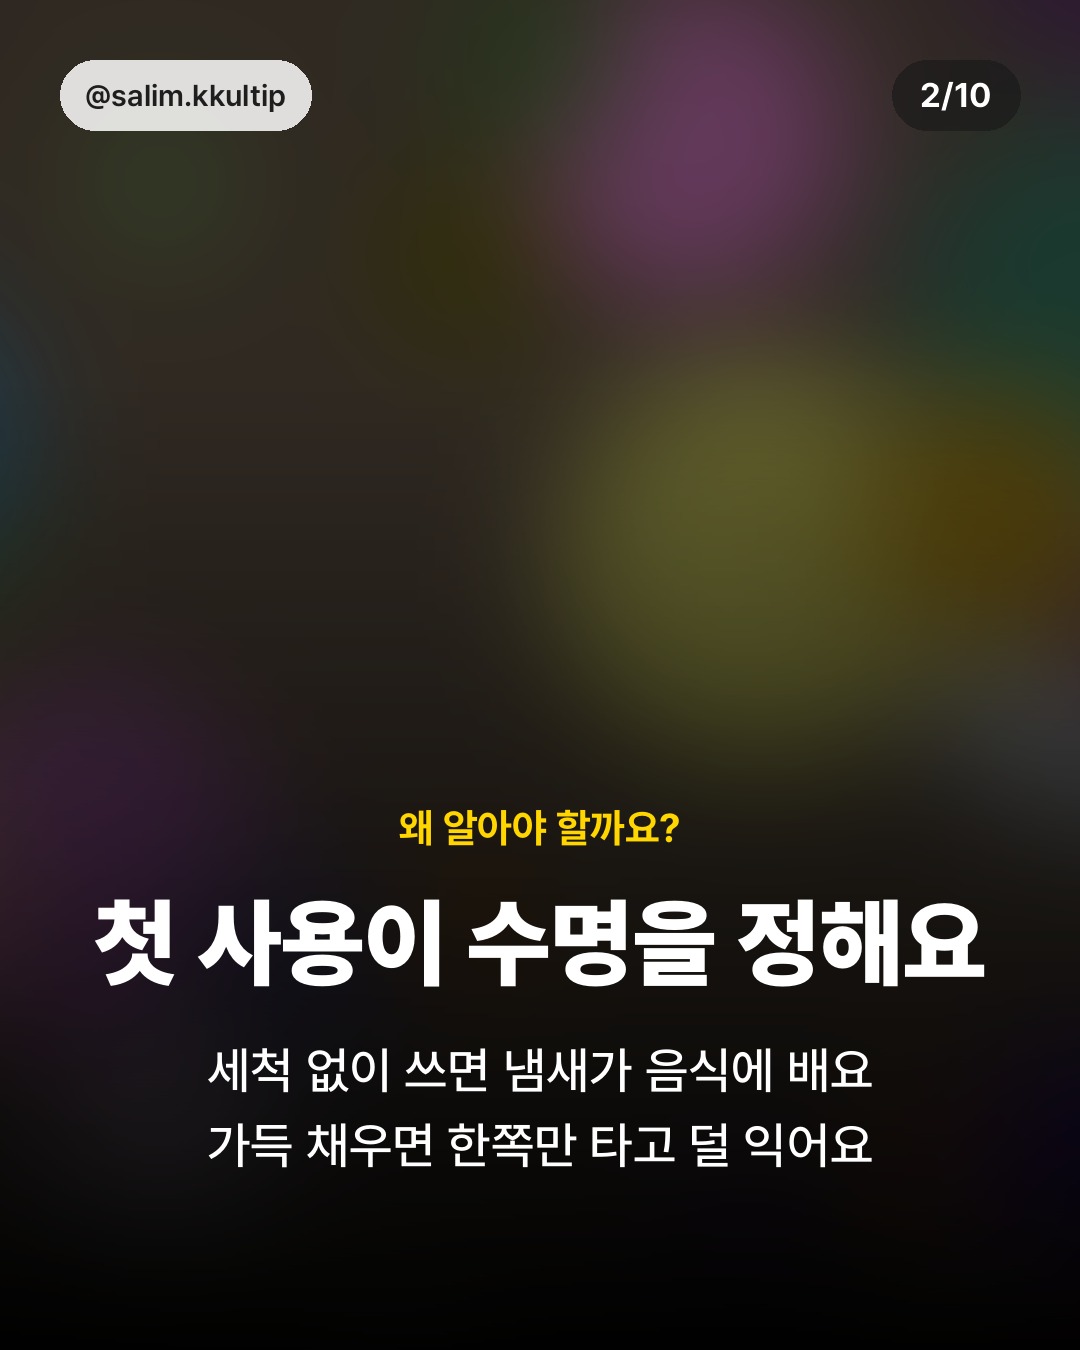 @salim.kkultip
2/10
왜 알아야 할까요?
첫 사용이 수명을 정해요
세척 없이 쓰면 냄새가 음식에 배요
가득 채우면 한쪽만 타고 덜 익어요